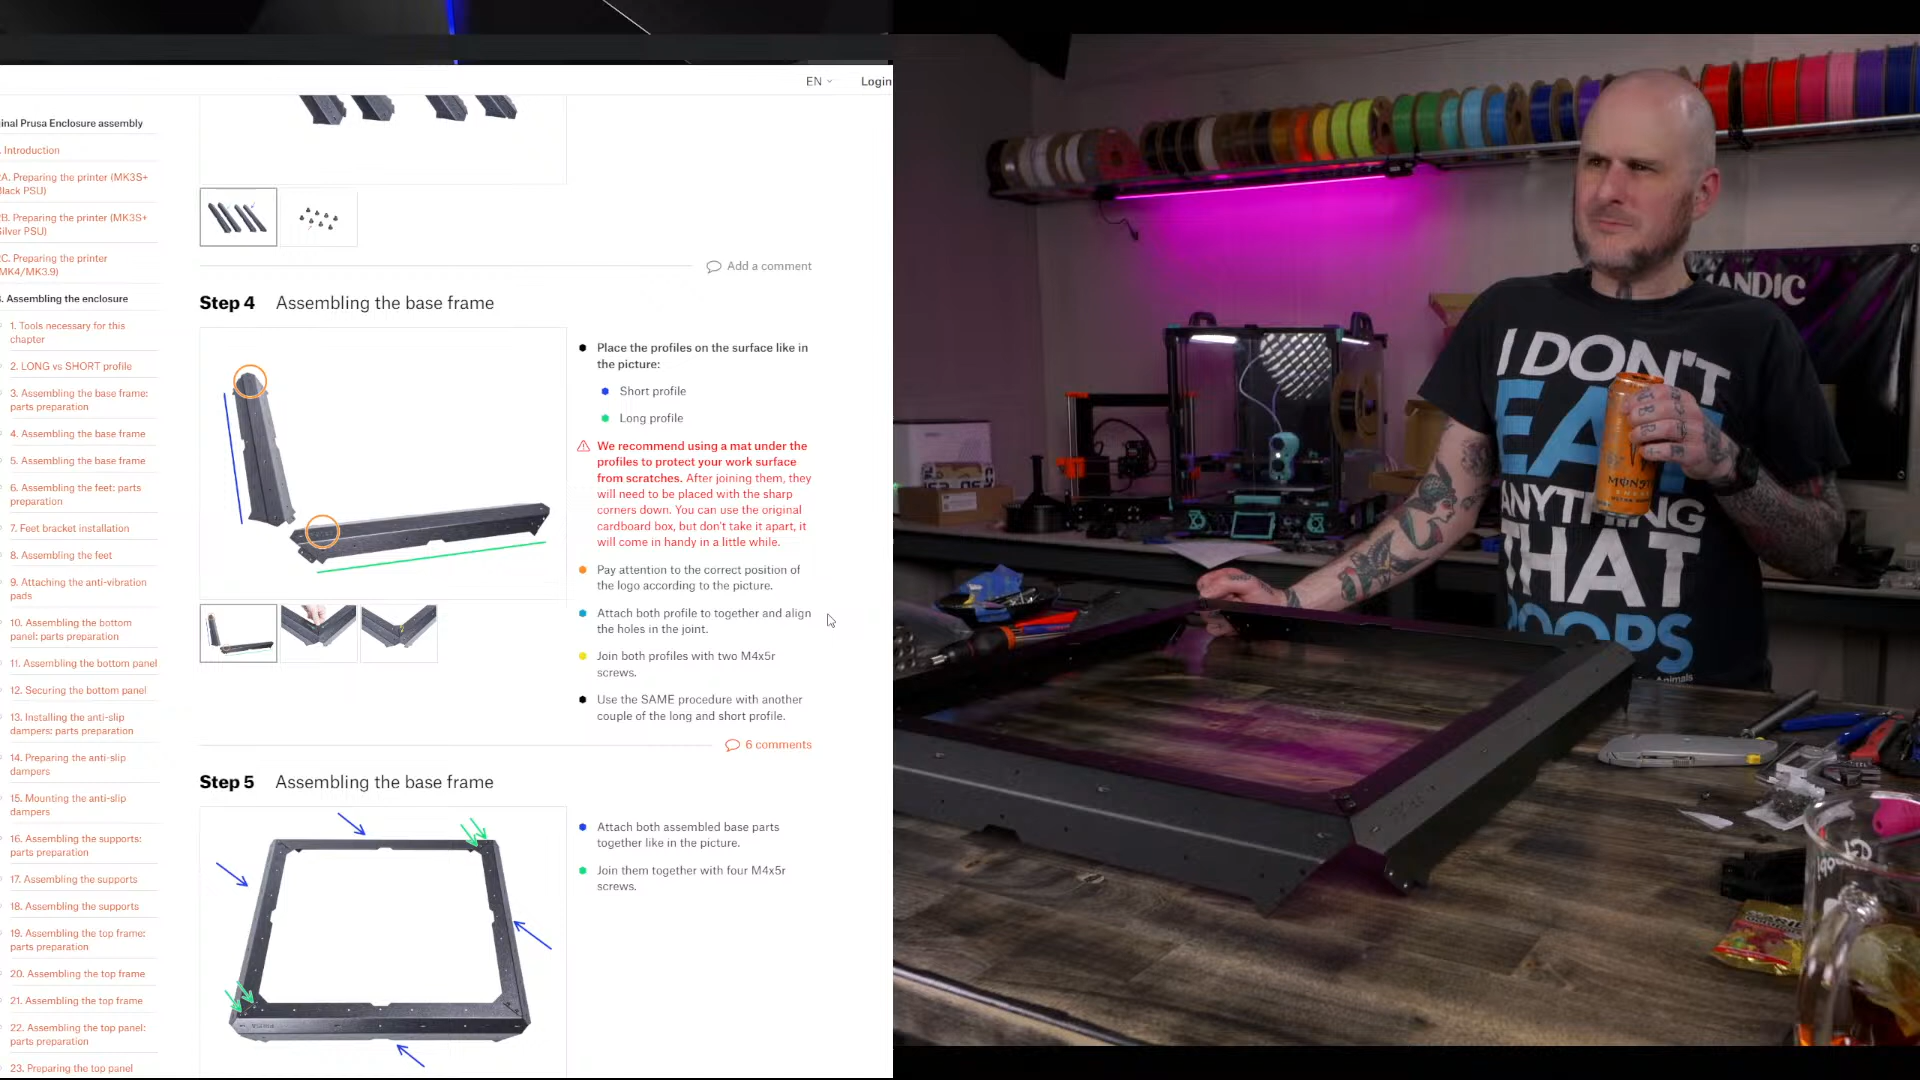 EN
Login
inal Prusa Enclosure assembly
. Introduction
A. Preparing the printer (MK3S+
lack PSU)
B. Preparing the printer (MK3S+
ilver PSU)
C. Preparing the printer
MK4/MK3.9)
. Assembling the enclosure
1. Tools necessary for this
chapter
2. LONG vs SHORT profile
3. Assembling the base frame:
parts preparation
4. Assembling the base frame
5. Assembling the base frame
6. Assembling the feet: parts
preparation
7. Feet bracket installation
8. Assembling the feet
9. Attaching the anti-vibration
pads
10. Assembling the bottom
panel: parts preparation
11. Assembling the bottom panel
12. Securing the bottom panel
13. Installing the anti-slip
dampers: parts preparation
14. Preparing the anti-slip
dampers
15. Mounting the anti-slip
dampers
16. Assembling the supports:
parts preparation
17. Assembling the supports
18. Assembling the supports
19. Assembling the top frame:
parts preparation
20. Assembling the top frame
21. Assembling the top frame
22. Assembling the top panel:
parts preparation
23. Preparing the top panel
Add a comment
Step 4 Assembling the base frame
Place the profiles on the surface like in
the picture:
Short profile
Long profile
We recommend using a mat under the
profiles to protect your work surface
from scratches. After joining them, they
will need to be placed with the sharp
corners down. You can use the original
cardboard box, but don't take it apart, it
will come in handy in a little while.
Pay attention to the correct position of
the logo according to the picture.
Attach both profile to together and align
the holes in the joint.
Join both profiles with two M4x5r
screws.
Use the SAME procedure with another
couple of the long and short profile.
6 comments
Step 5 Assembling the base frame
Attach both assembled base parts
together like in the picture.
Join them together with four M4x5r
screws.
ANDIC
I DON'T
EA
ANYTHING
THAT
POOPS
Animals
MONST